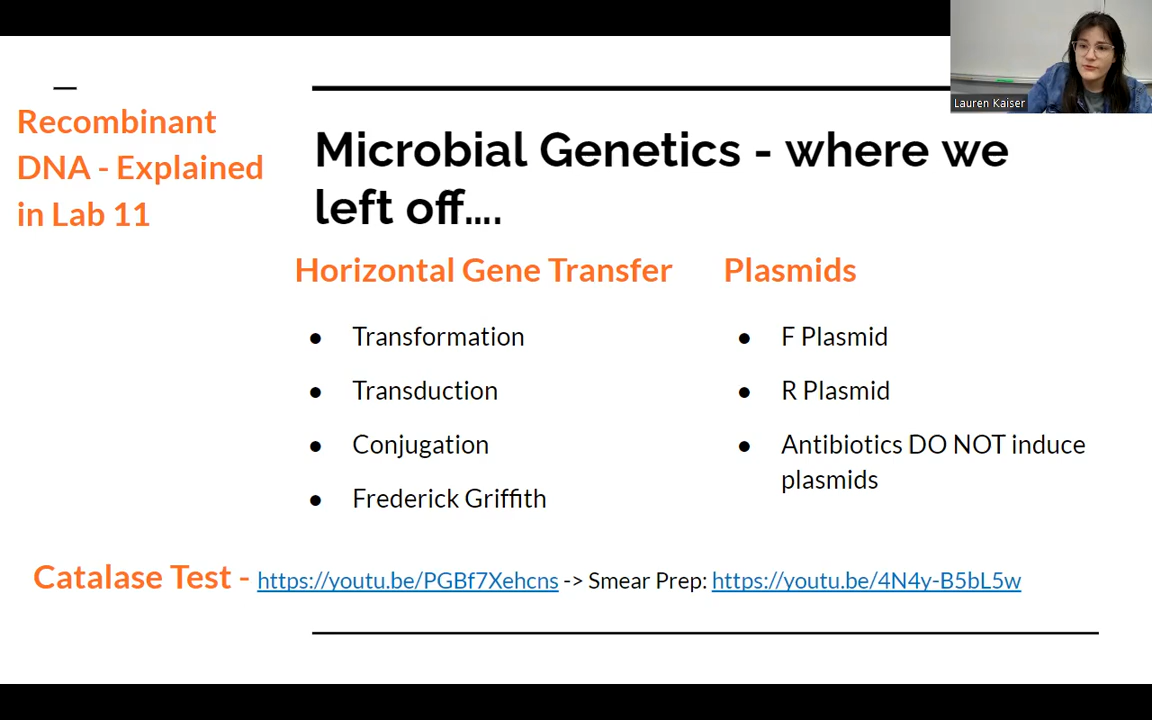 Lauren Kaiser
Recombinant
DNA - Explained
in Lab 11
Microbial Genetics - where we
left off....
Horizontal Gene Transfer
● Transformation
● Transduction
● Conjugation
● Frederick Griffith
Plasmids
● F Plasmid
● R Plasmid
● Antibiotics DO NOT induce
plasmids
Catalase Test - https://youtu.be/PGBf7Xehcns -> Smear Prep: https://youtu.be/4N4y-B5bL5w